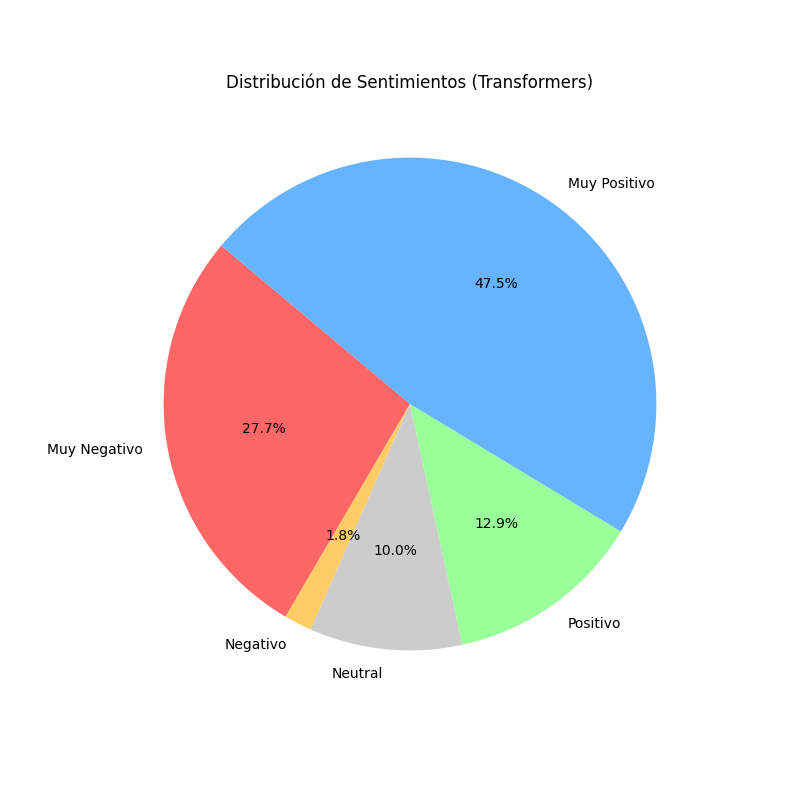 Distribución de Sentimientos (Transformers)
Muy Positivo
47.5%
27.7%
Muy Negativo
12.9%
1.8%
10.0%
Positivo
Negativo
Neutral